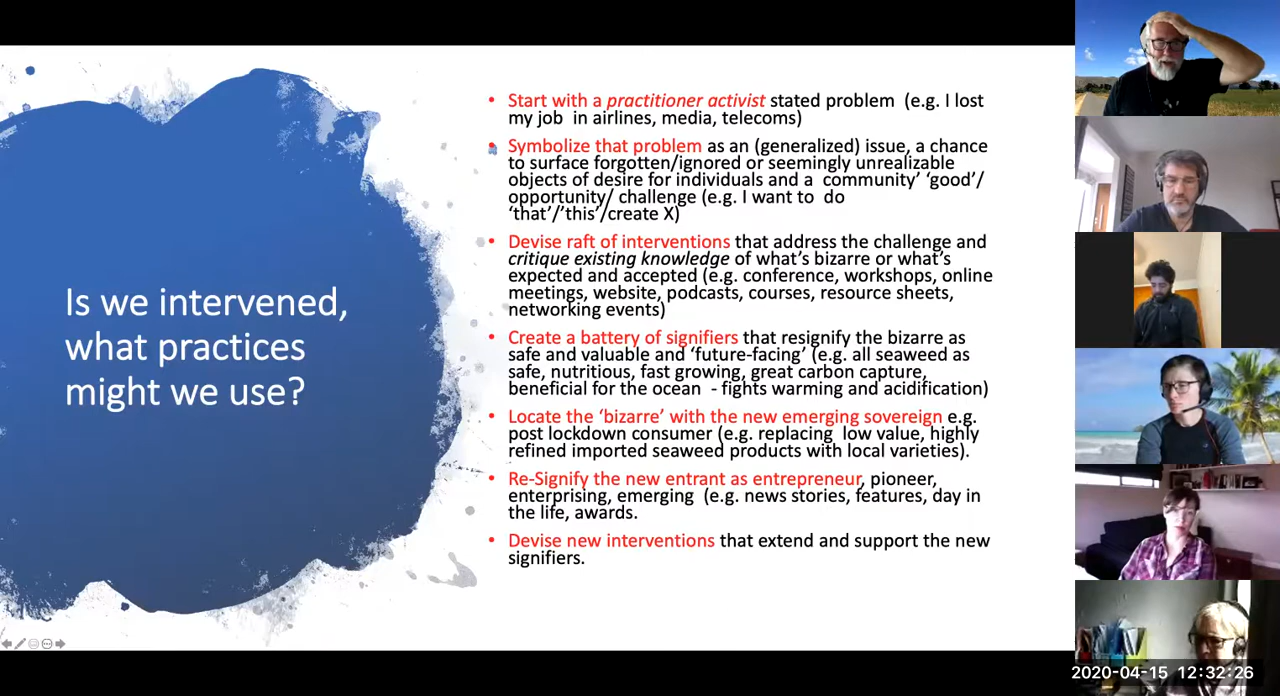 Is we intervened,
what practices
might we use?
• Start with a practitioner activist stated problem (e.g. I lost
my job in airlines, media, telecoms)
• Symbolize that problem as an (generalized) issue, a chance
to surface forgotten/ignored or seemingly unrealizable
objects of desire for individuals and a community’ ‘good’/
opportunity/ challenge (e.g. I want to do
‘that’/’this’/create X)
• Devise raft of interventions that address the challenge and
critique existing knowledge of what’s bizarre or what’s
expected and accepted (e.g. conference, workshops, online
meetings, website, podcasts, courses, resource sheets,
networking events)
• Create a battery of signifiers that resignify the bizarre as
safe and valuable and ‘future-facing’ (e.g. all seaweed as
safe, nutritious, fast growing, great carbon capture,
beneficial for the ocean - fights warming and acidification)
• Locate the ‘bizarre’ with the new emerging sovereign e.g.
post lockdown consumer (e.g. replacing low value, highly
refined imported seaweed products with local varieties).
• Re-Signify the new entrant as entrepreneur, pioneer,
enterprising, emerging (e.g. news stories, features, day in
the life, awards.
• Devise new interventions that extend and support the new
signifiers.
2020-04-15 12:32:26